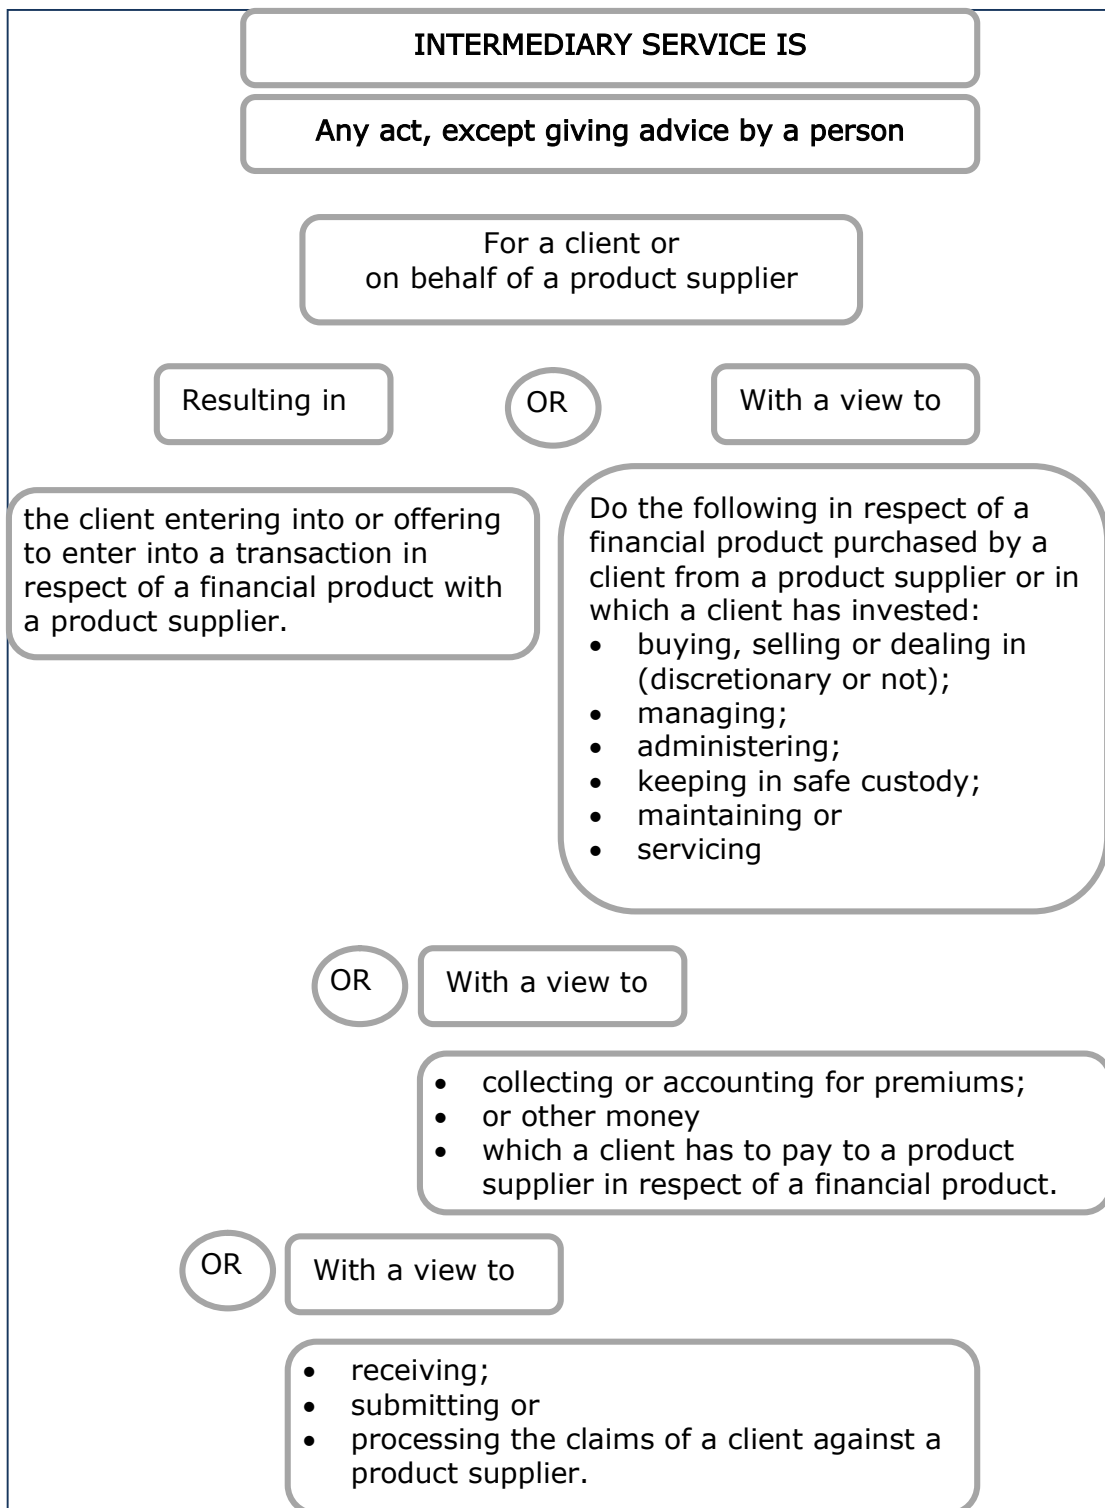 INTERMEDIARY SERVICE IS
Any act, except giving advice by a person
For a client or
on behalf of a product supplier
Resulting in
OR
With a view to
the client entering into or offering
to enter into a transaction in
respect of a financial product with
a product supplier.
Do the following in respect of a
financial product purchased by a
client from a product supplier or in
which a client has invested:
• buying, selling or dealing in
(discretionary or not);
• managing;
• administering;
• keeping in safe custody;
• maintaining or
• servicing
OR
With a view to
• collecting or accounting for premiums;
• or other money
• which a client has to pay to a product
supplier in respect of a financial product.
OR
With a view to
• receiving;
• submitting or
• processing the claims of a client against a
product supplier.